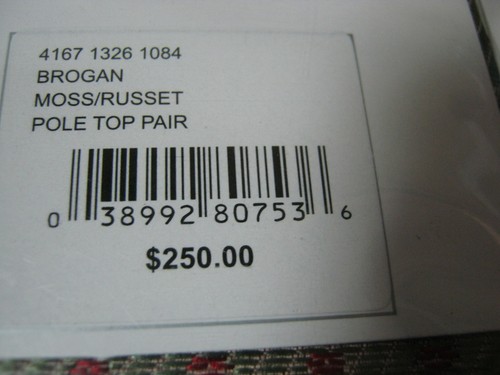 4167 1326 1084
BROGAN
MOSS/RUSSET
POLE TOP PAIR
0 38992 80753 6
$250.00